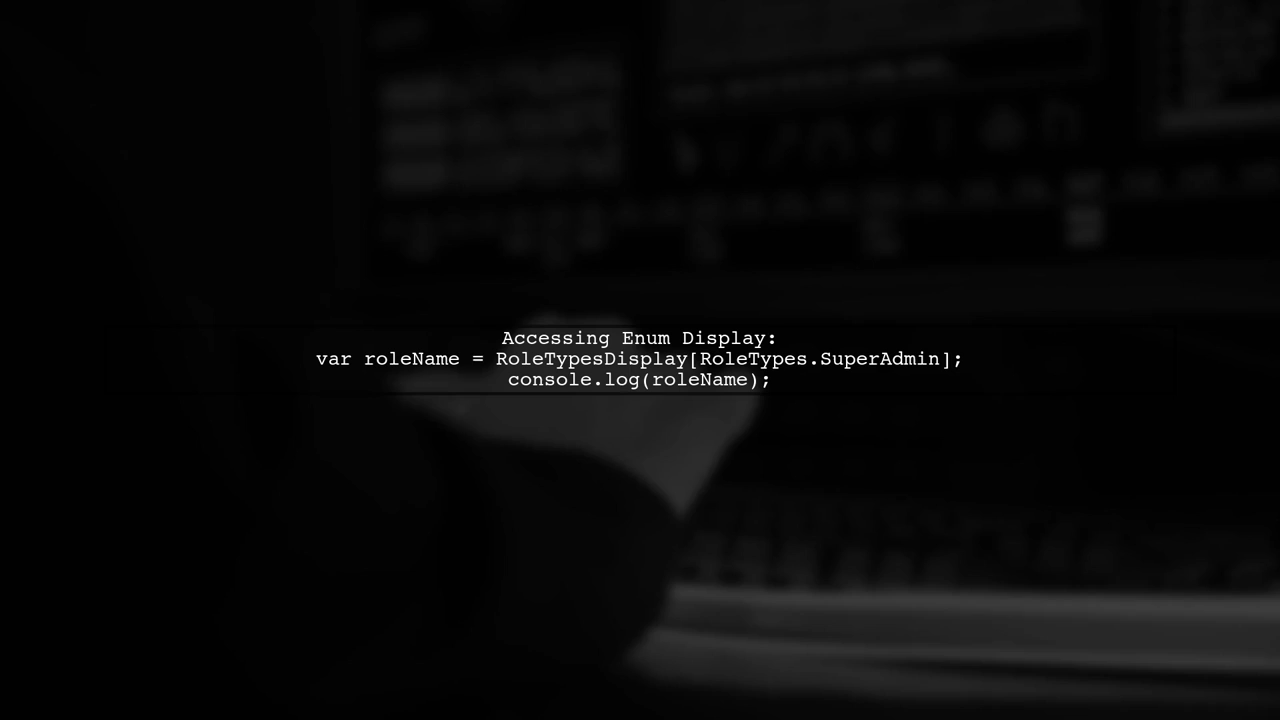 Accessing Enum Display:
var roleName = RoleTypesDisplay[RoleTypes.SuperAdmin];
console.log(roleName);